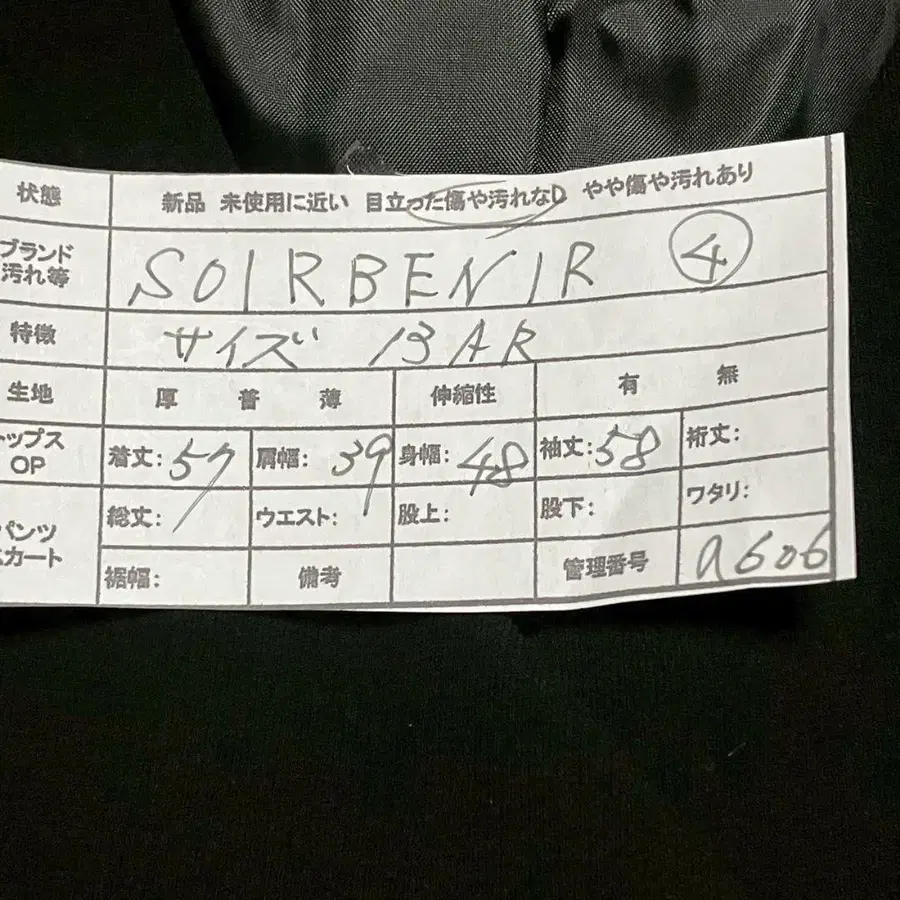 状態 新品 未使用に近い 目立った傷や汚れなし やや傷や汚れあり
ブランド
汚れ等 SOIRBENIR ④
特徴 サイズ 13AR
生地 厚 普 薄 伸縮性 有 無
トップス
OP 着丈:57 肩幅:39 身幅:48 袖丈:58 裄丈:
パンツ
スカート 総丈: ウエスト: 股上: 股下: ワタリ:
裾幅: 備考 管理番号 a606